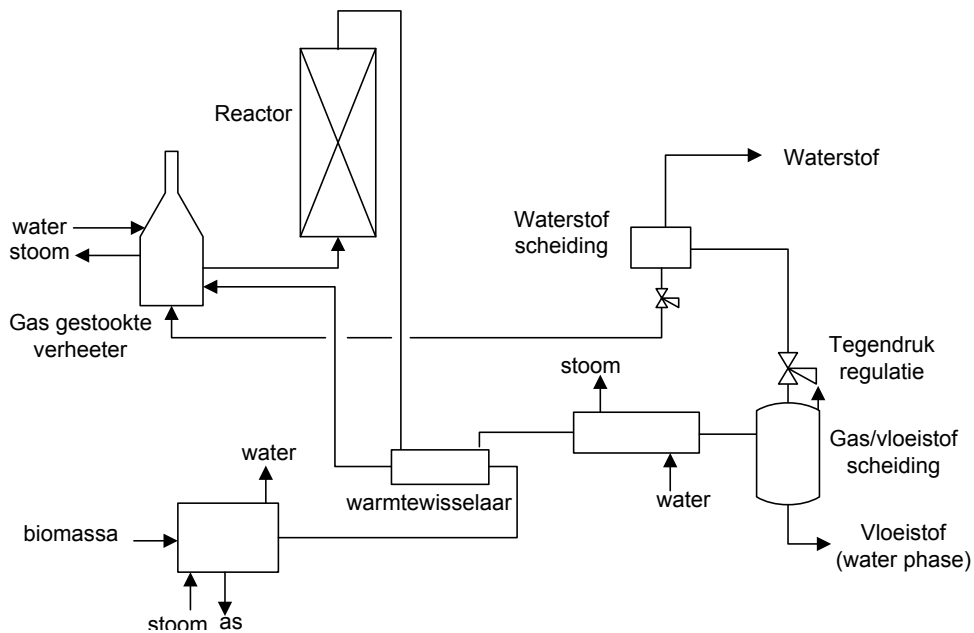 Reactor
Waterstof
Waterstof
scheiding
water
stoom
Gas gestookte
verheeter
Tegendruk
regulatie
stoom
Gas/vloeistof
scheiding
water
warmtewisselaar
water
biomassa
Vloeistof
(water phase)
stoom
as